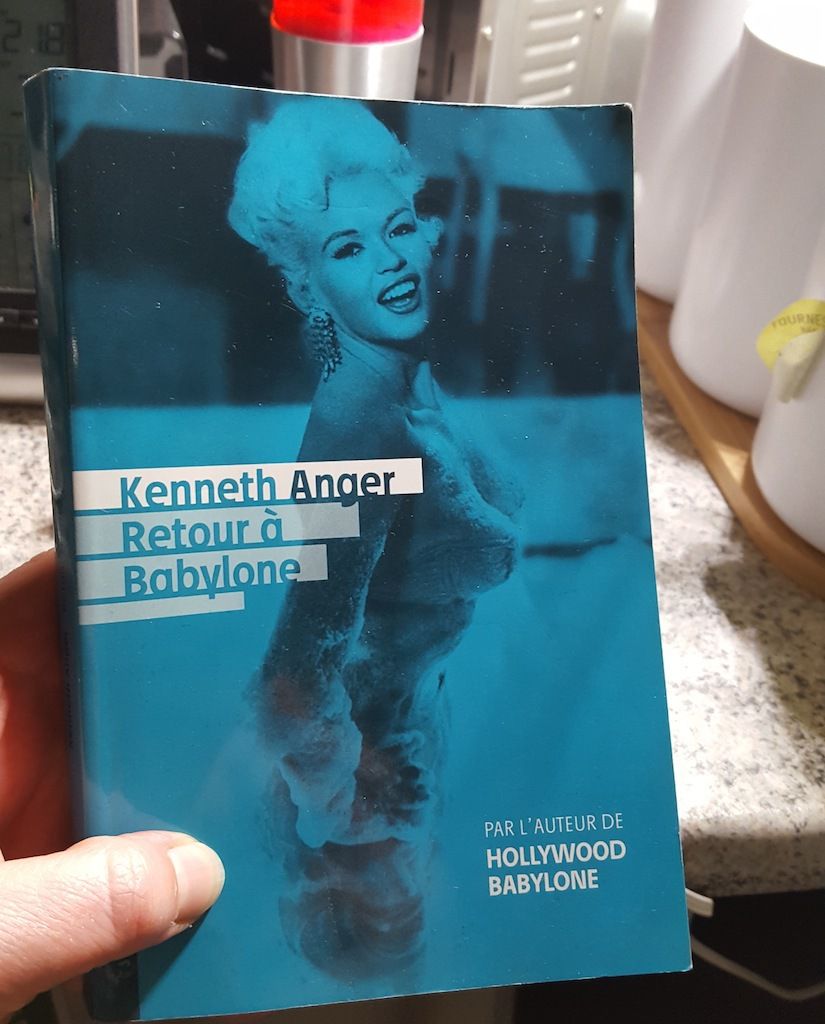 Kenneth Anger
Retour à
Babylone
PAR L'AUTEUR DE
HOLLYWOOD
BABYLONE